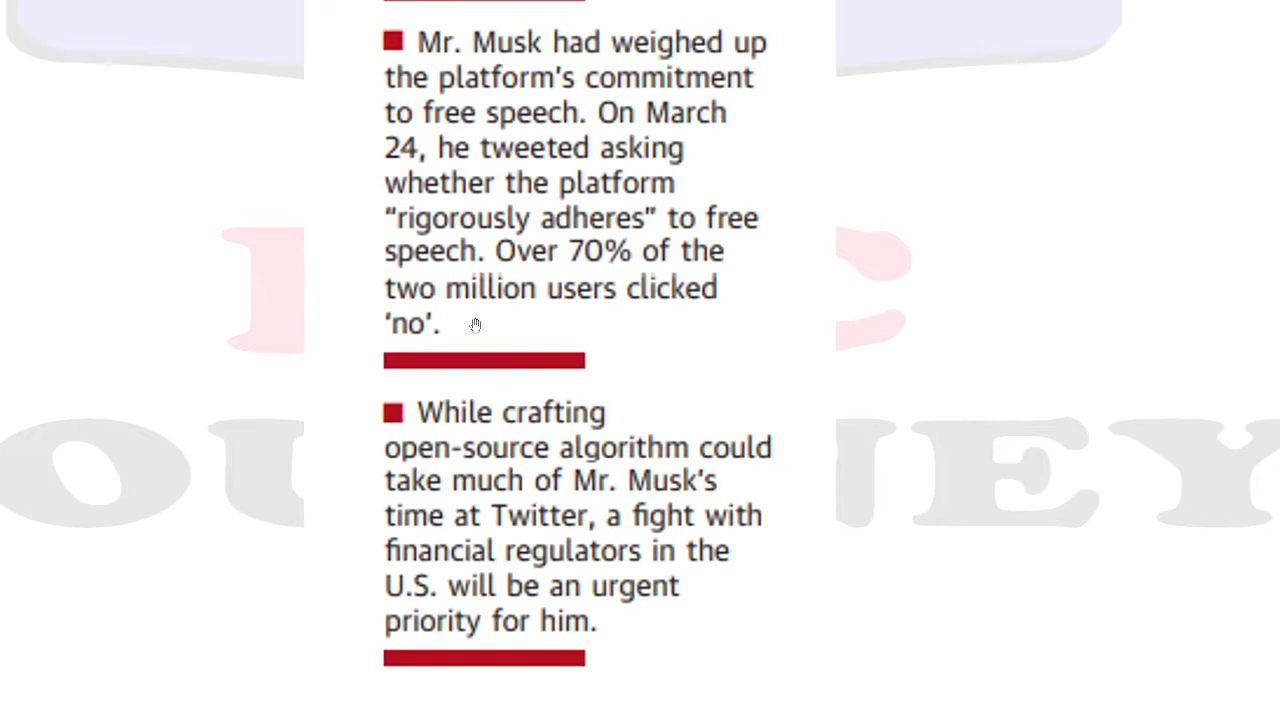 ■ Mr. Musk had weighed up
the platform's commitment
to free speech. On March
24, he tweeted asking
whether the platform
“rigorously adheres” to free
speech. Over 70% of the
two million users clicked
‘no’.
■ While crafting
open-source algorithm could
take much of Mr. Musk's
time at Twitter, a fight with
financial regulators in the
U.S. will be an urgent
priority for him.